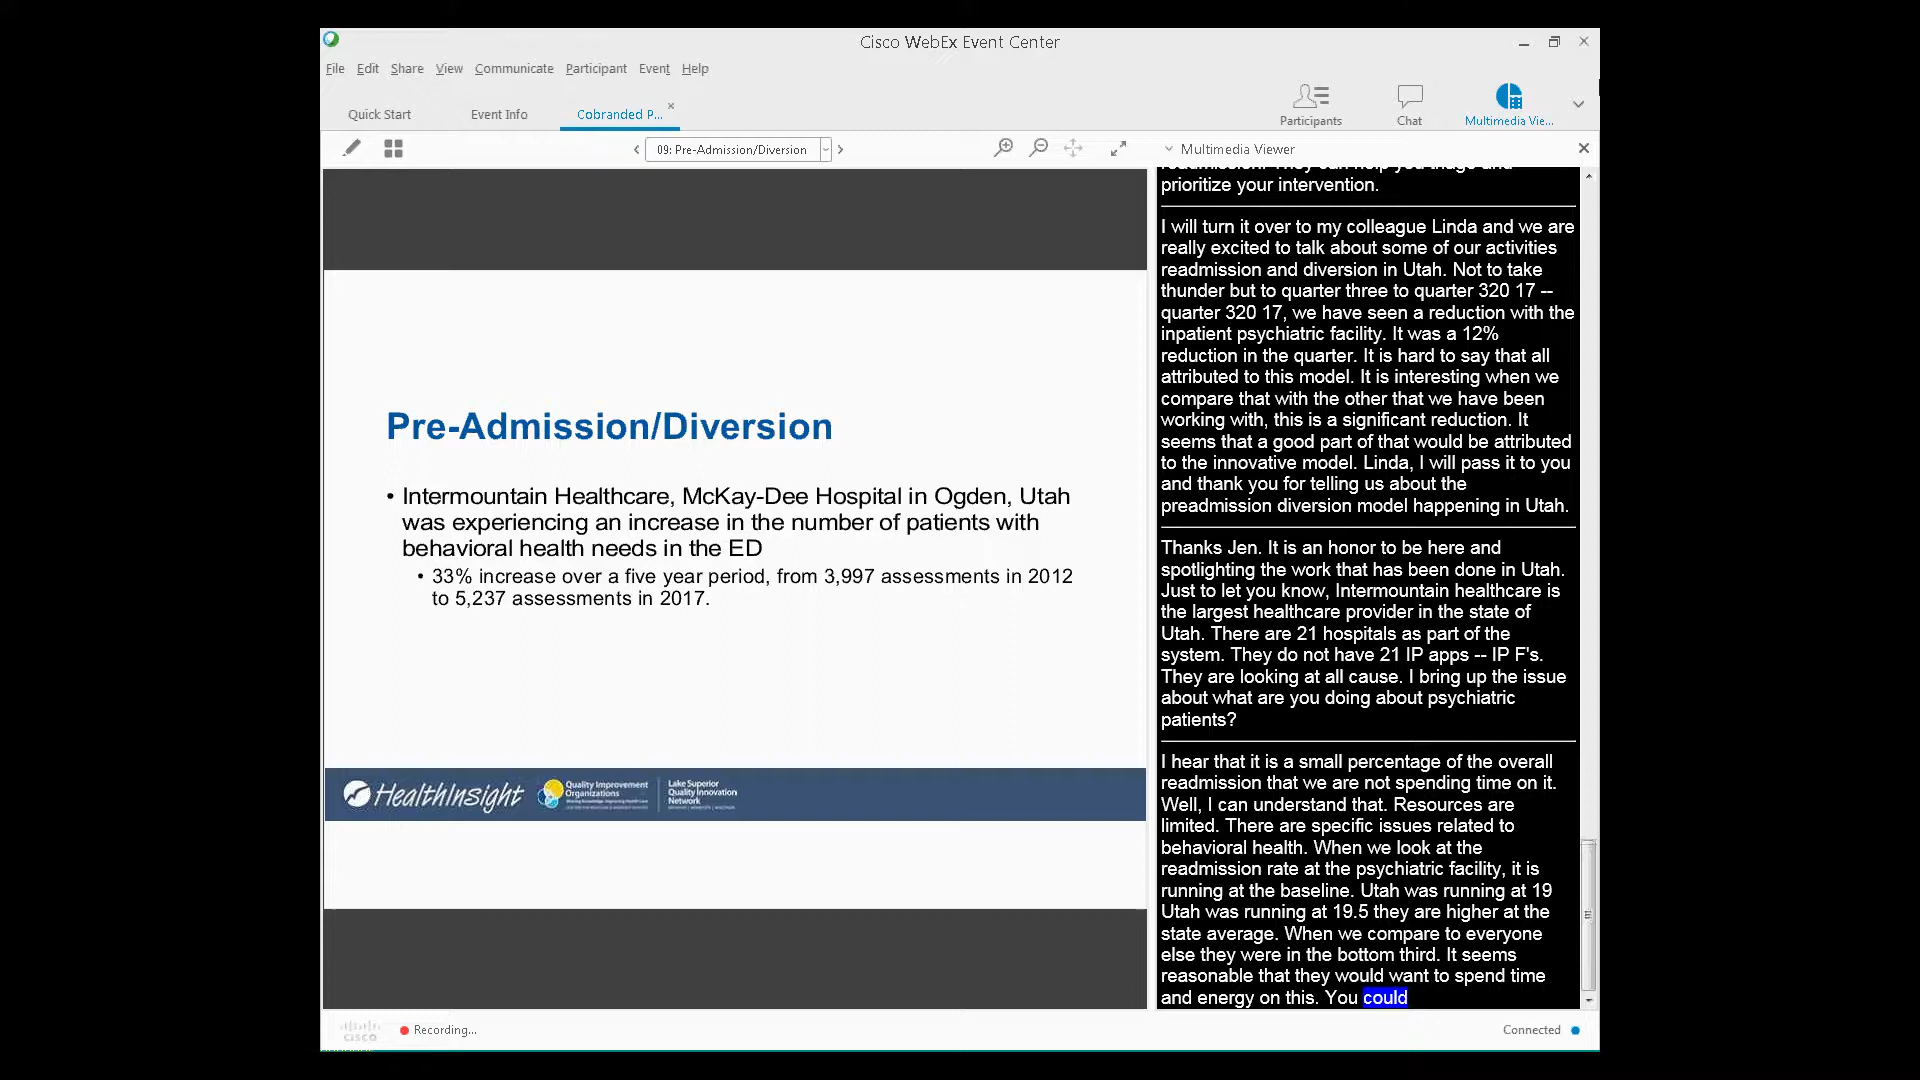 Cisco WebEx Event Center
File Edit Share View Communicate Participant Event Help
Quick Start Event Info Cobranded P...
Participants Chat Multimedia Vie...
09: Pre-Admission/Diversion
Multimedia Viewer
Pre-Admission/Diversion
• Intermountain Healthcare, McKay-Dee Hospital in Ogden, Utah
was experiencing an increase in the number of patients with
behavioral health needs in the ED
• 33% increase over a five year period, from 3,997 assessments in 2012
to 5,237 assessments in 2017.
HealthInsight
Quality Improvement
Organizations
Lake Superior
Quality Innovation
Network
readmission. They can help you triage and
prioritize your intervention.
I will turn it over to my colleague Linda and we are
really excited to talk about some of our activities
readmission and diversion in Utah. Not to take
thunder but to quarter three to quarter 320 17 --
quarter 320 17, we have seen a reduction with the
inpatient psychiatric facility. It was a 12%
reduction in the quarter. It is hard to say that all
attributed to this model. It is interesting when we
compare that with the other that we have been
working with, this is a significant reduction. It
seems that a good part of that would be attributed
to the innovative model. Linda, I will pass it to you
and thank you for telling us about the
preadmission diversion model happening in Utah.
Thanks Jen. It is an honor to be here and
spotlighting the work that has been done in Utah.
Just to let you know, Intermountain healthcare is
the largest healthcare provider in the state of
Utah. There are 21 hospitals as part of the
system. They do not have 21 IP apps -- IP F's.
They are looking at all cause. I bring up the issue
about what are you doing about psychiatric
patients?
I hear that it is a small percentage of the overall
readmission that we are not spending time on it.
Well, I can understand that. Resources are
limited. There are specific issues related to
behavioral health. When we look at the
readmission rate at the psychiatric facility, it is
running at the baseline. Utah was running at 19
Utah was running at 19.5 they are higher at the
state average. When we compare to everyone
else they were in the bottom third. It seems
reasonable that they would want to spend time
and energy on this. You could
cisco Recording... Connected